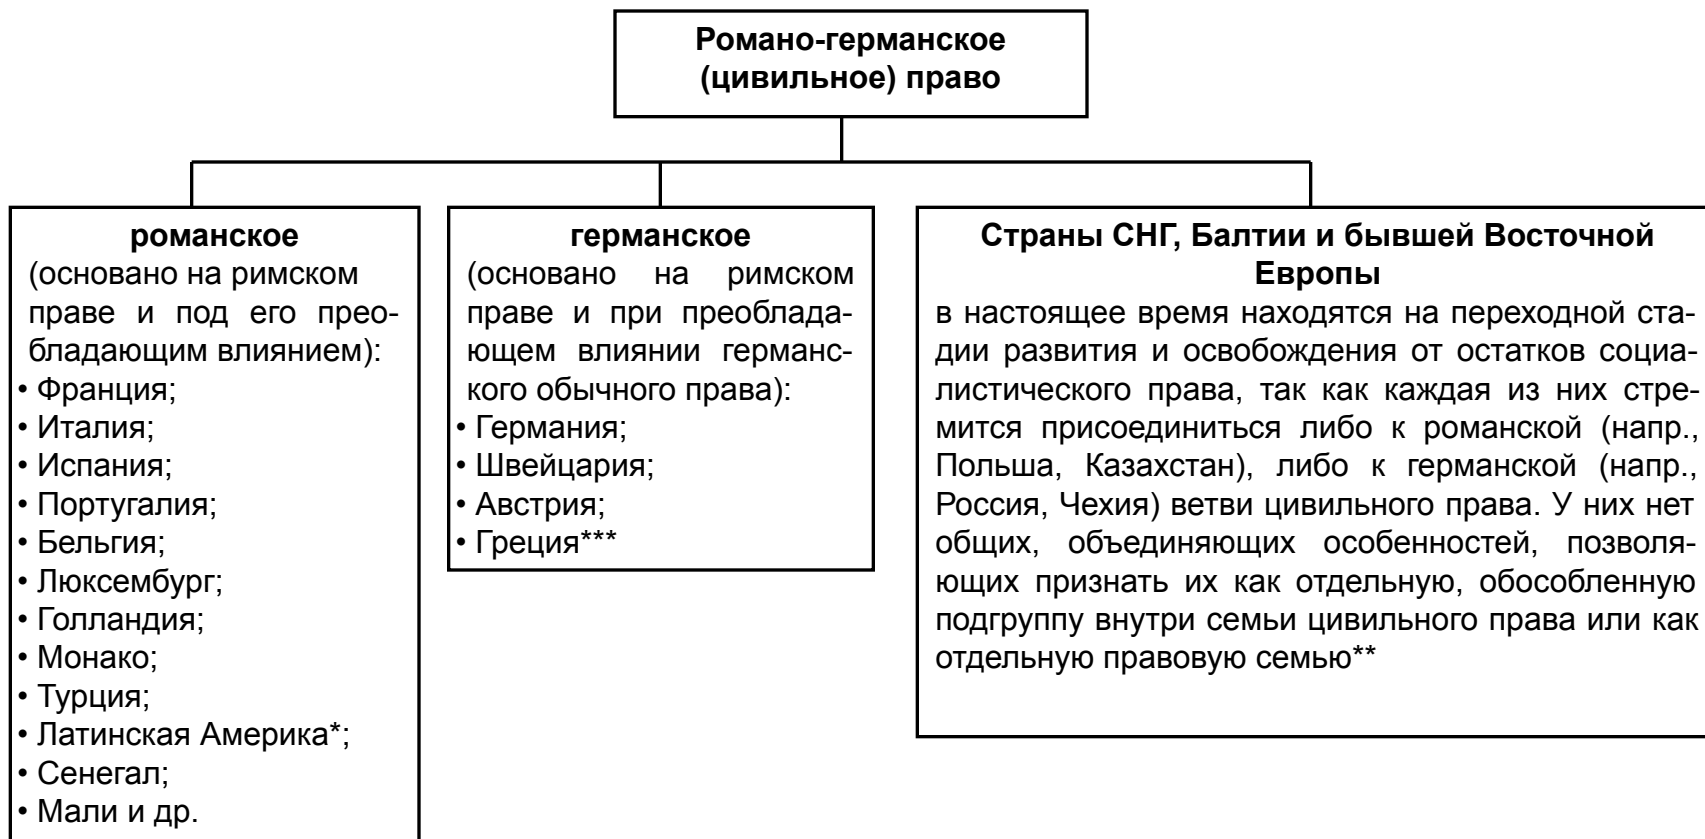 Романо-германское
(цивильное) право
романское
(основано на римском
праве и под его прео-
бладающим влиянием):
• Франция;
• Италия;
• Испания;
• Португалия;
• Бельгия;
• Люксембург;
• Голландия;
• Монако;
• Турция;
• Латинская Америка*;
• Сенегал;
• Мали и др.
германское
(основано на римском
праве и при преоблада-
ющем влиянии германс-
кого обычного права):
• Германия;
• Швейцария;
• Австрия;
• Греция***
Страны СНГ, Балтии и бывшей Восточной
Европы
в настоящее время находятся на переходной ста-
дии развития и освобождения от остатков социа-
листического права, так как каждая из них стре-
мится присоединиться либо к романской (напр.,
Польша, Казахстан), либо к германской (напр.,
Россия, Чехия) ветви цивильного права. У них нет
общих, объединяющих особенностей, позволя-
ющих признать их как отдельную, обособленную
подгруппу внутри семьи цивильного права или как
отдельную правовую семью**